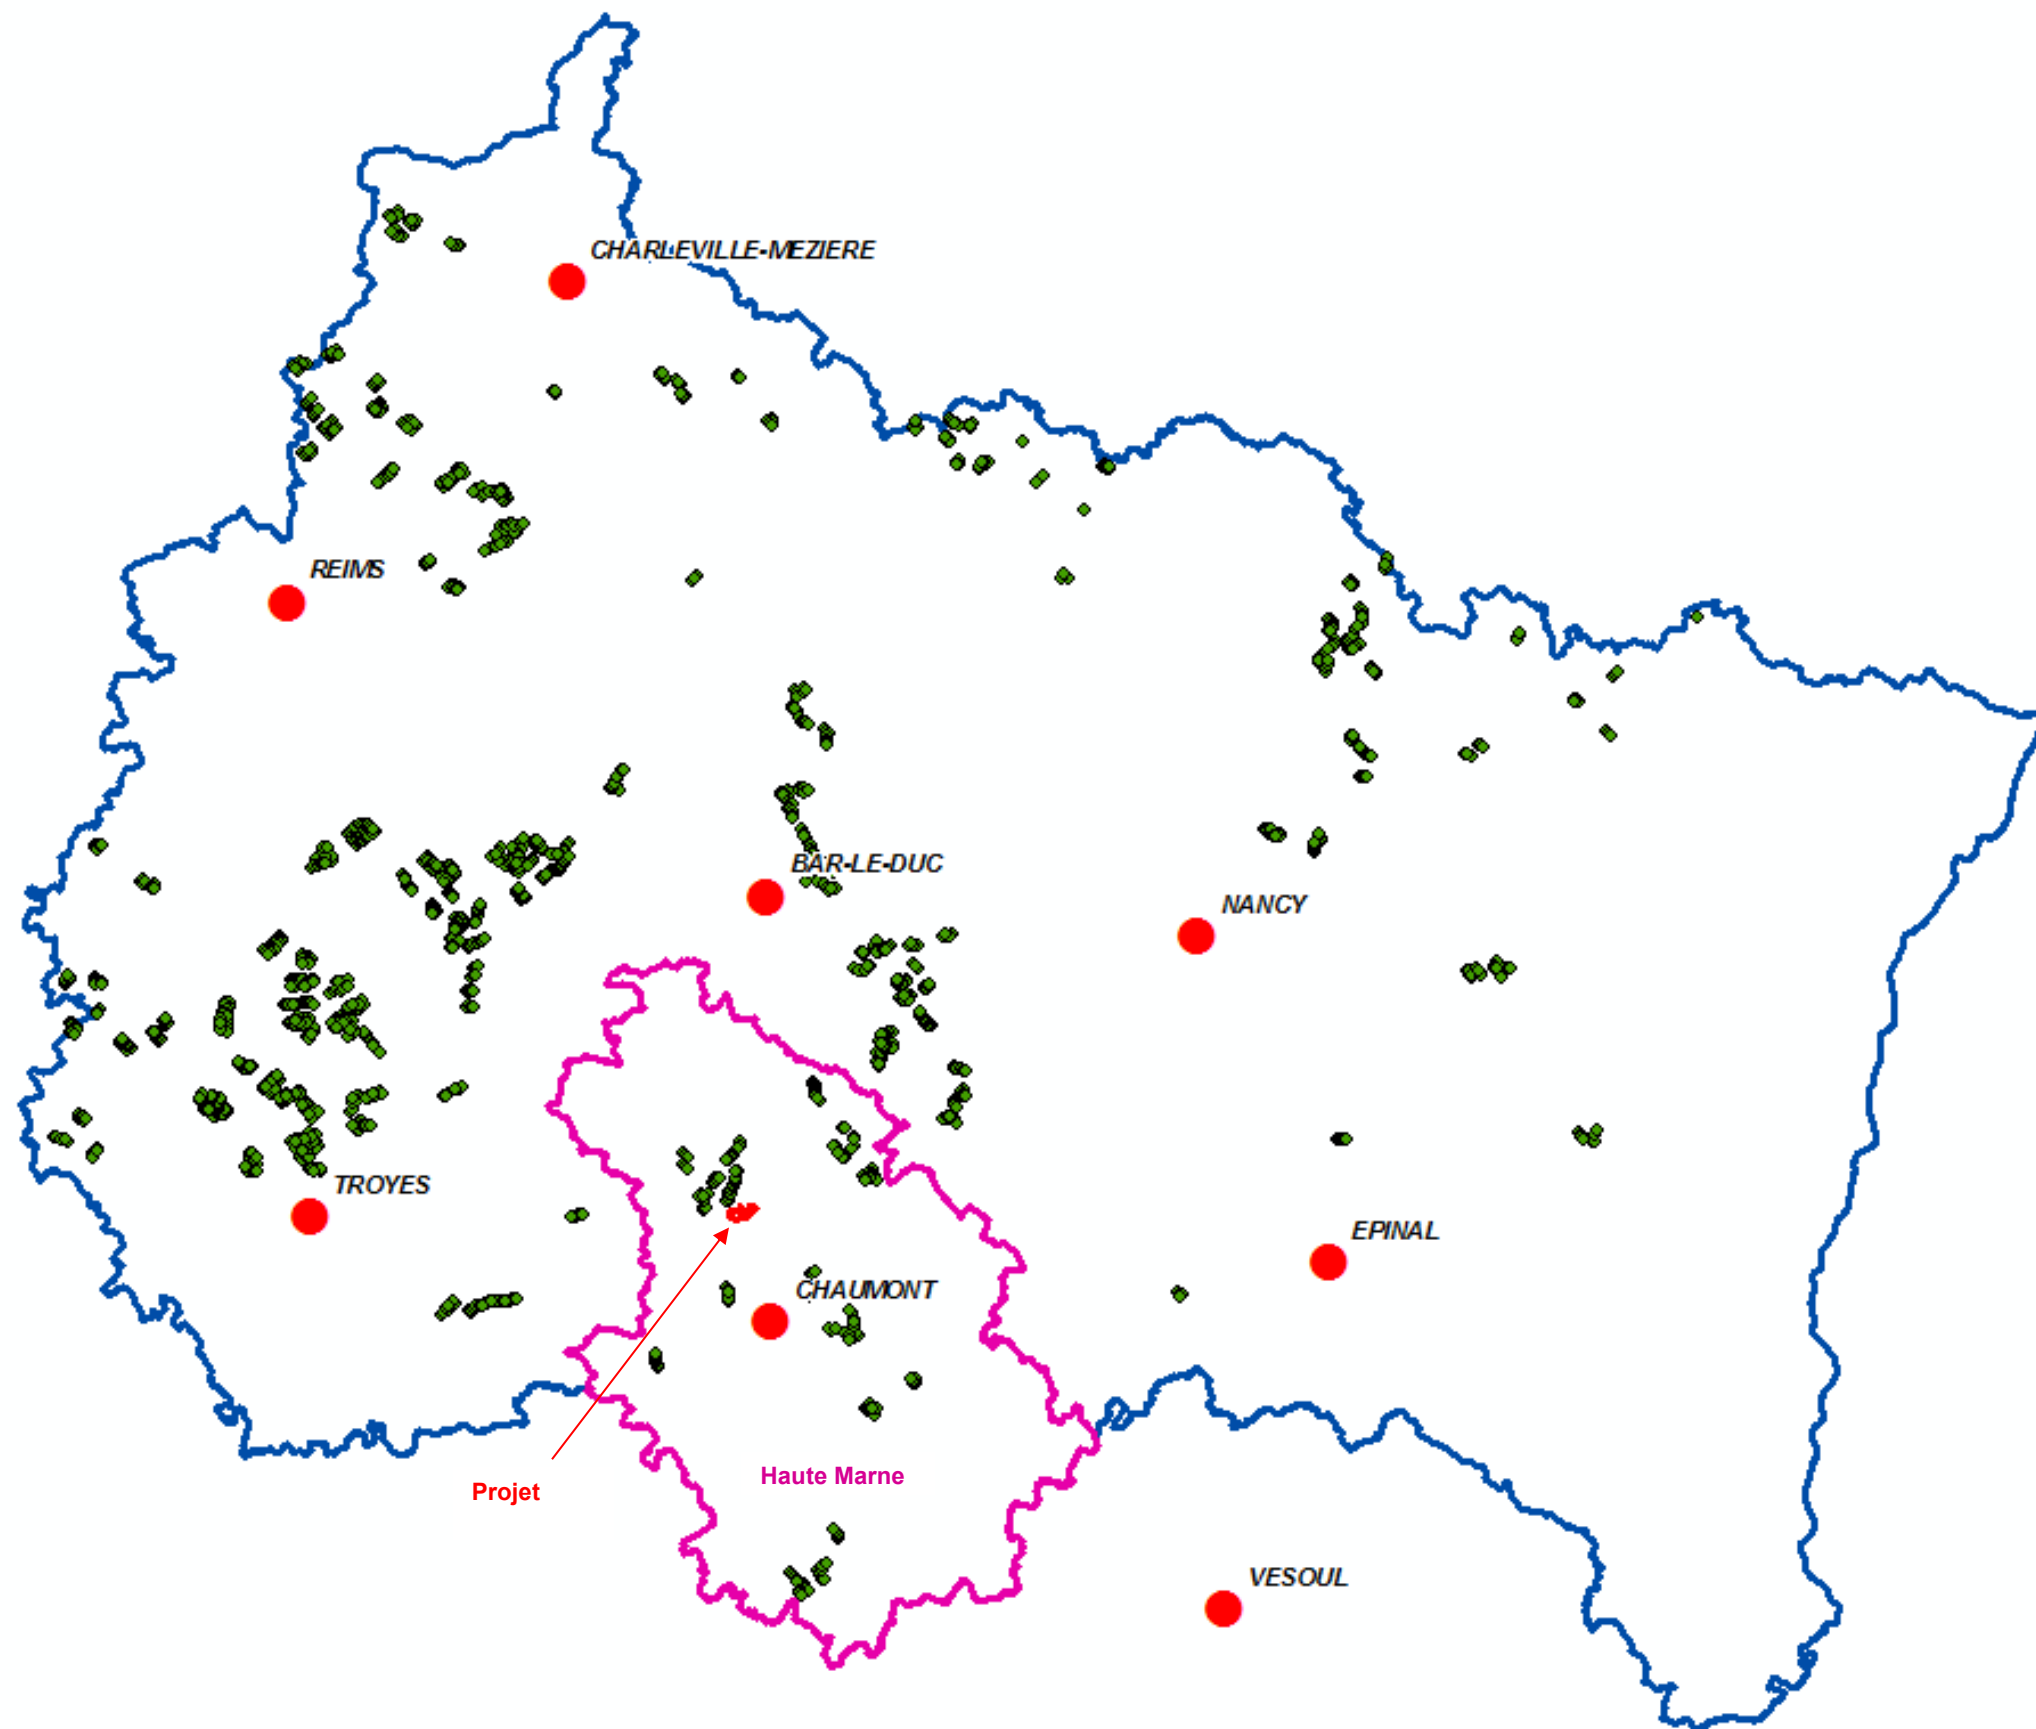 CHARLEVILLE-MEZIERE
REIMS
BAR-LE-DUC
NANCY
TROYES
EPINAL
CHAUMONT
Haute Marne
Projet
VESOUL